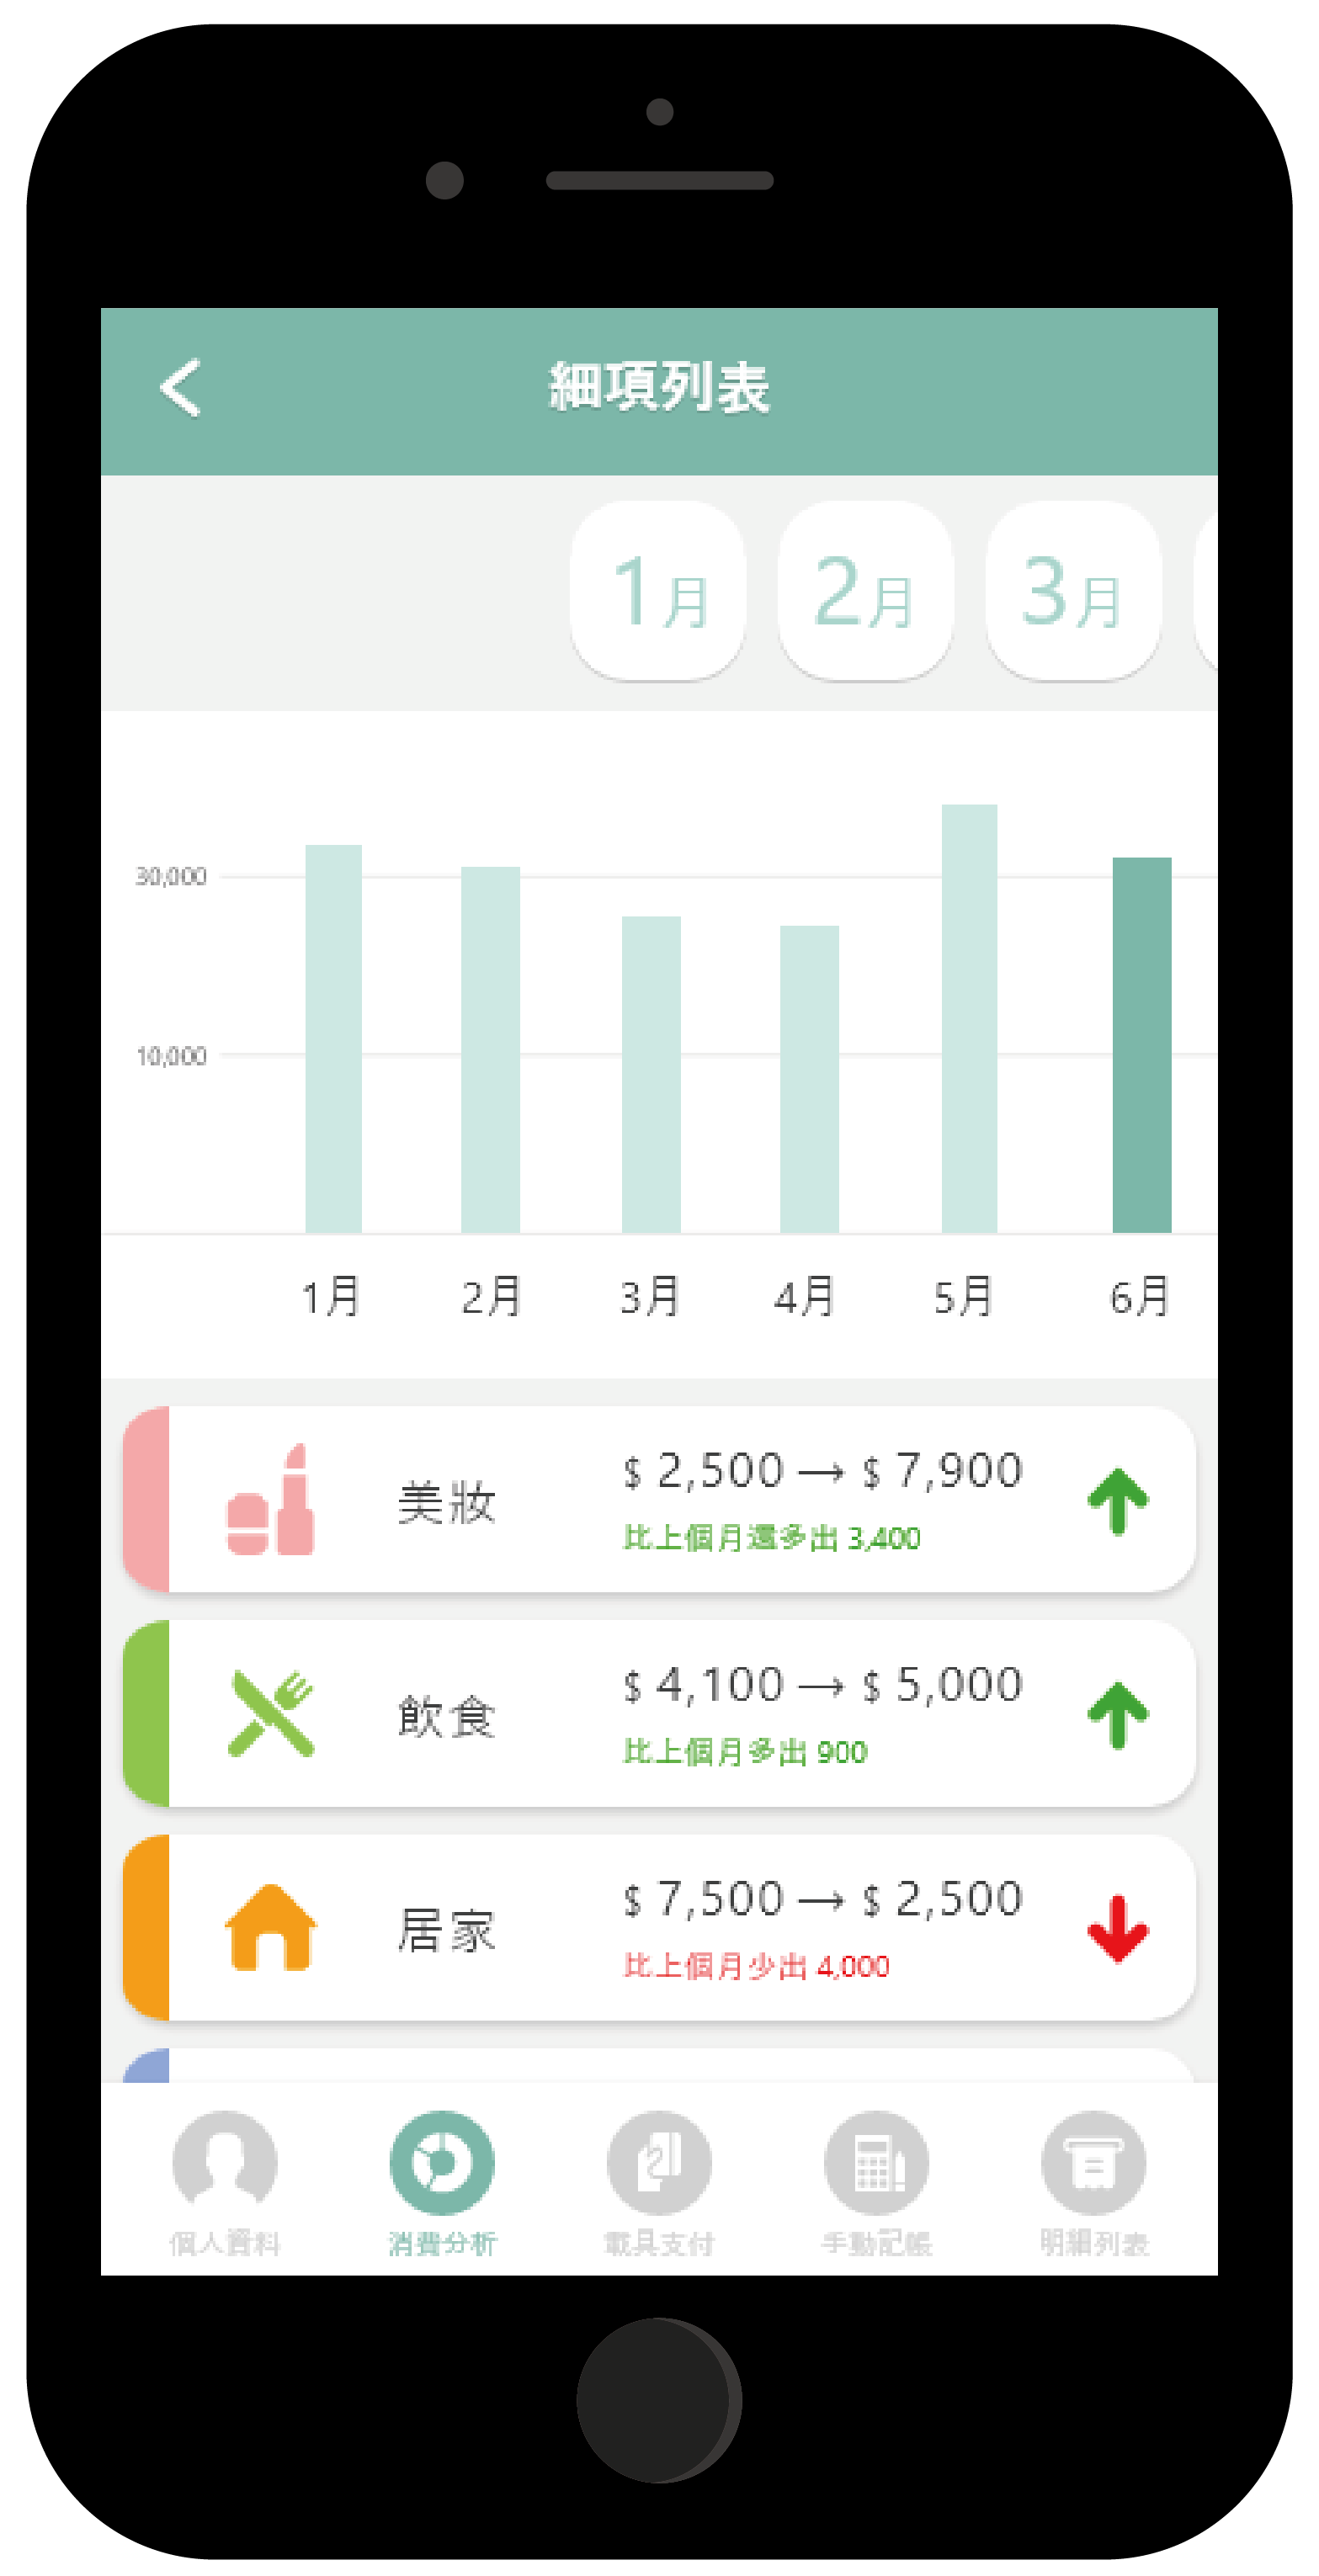 細項列表
1月 2月 3月
30,000
10,000
1月 2月 3月 4月 5月 6月
美妝
$ 2,500 → $ 7,900
比上個月還多出 3,400
飲食
$ 4,100 → $ 5,000
比上個月多出 900
居家
$ 7,500 → $ 2,500
比上個月少出 4,000
個人資料 消費分析 載具支付 手動記帳 明細列表